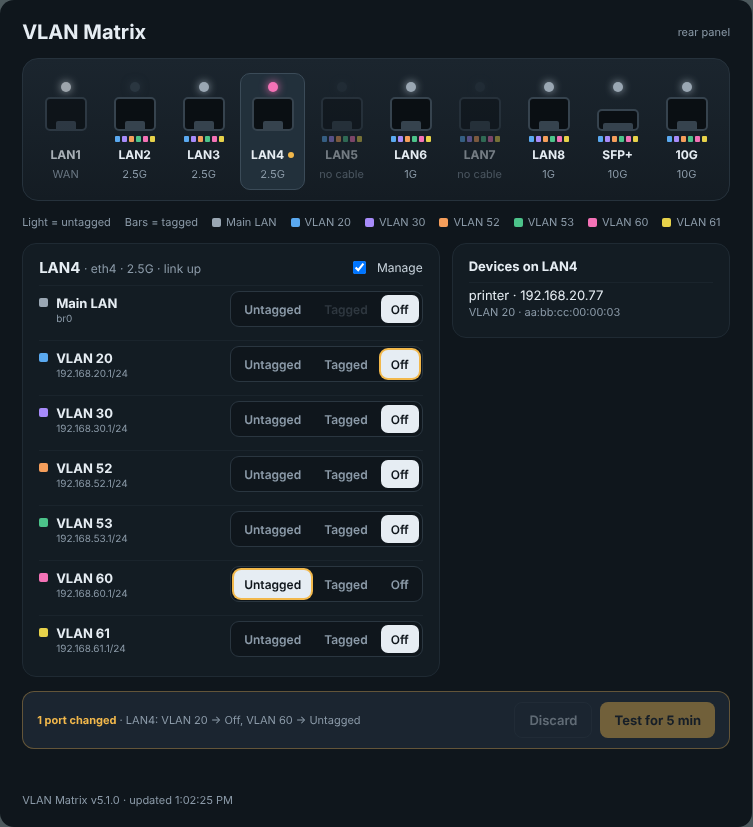 VLAN Matrix
rear panel
LAN1 LAN2 LAN3 LAN4 LAN5 LAN6 LAN7 LAN8 SFP+ 10G
WAN 2.5G 2.5G 2.5G no cable 1G no cable 1G 10G 10G
Light = untagged Bars = tagged Main LAN VLAN 20 VLAN 30 VLAN 52 VLAN 53 VLAN 60 VLAN 61
LAN4 · eth4 · 2.5G · link up Manage
Main LAN
br0
Untagged Tagged Off
VLAN 20
192.168.20.1/24
Untagged Tagged Off
VLAN 30
192.168.30.1/24
Untagged Tagged Off
VLAN 52
192.168.52.1/24
Untagged Tagged Off
VLAN 53
192.168.53.1/24
Untagged Tagged Off
VLAN 60
192.168.60.1/24
Untagged Tagged Off
VLAN 61
192.168.61.1/24
Untagged Tagged Off
Devices on LAN4
printer · 192.168.20.77
VLAN 20 · aa:bb:cc:00:00:03
1 port changed · LAN4: VLAN 20 → Off, VLAN 60 → Untagged
Discard Test for 5 min
VLAN Matrix v5.1.0 · updated 1:02:25 PM